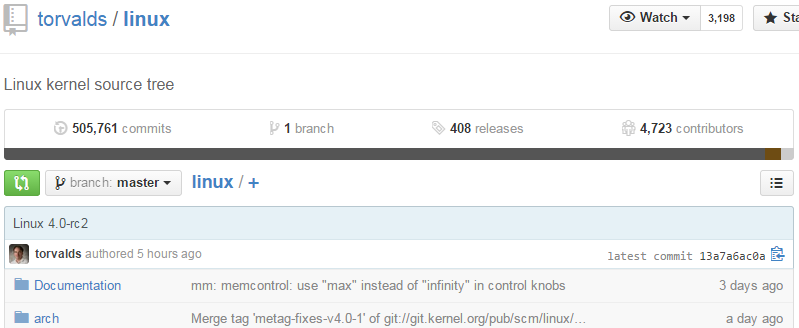 torvalds / linux
Watch 3,198
Sta
Linux kernel source tree
505,761 commits 1 branch 408 releases 4,723 contributors
branch: master linux / +
Linux 4.0-rc2
torvalds authored 5 hours ago latest commit 13a7a6ac0a
Documentation mm: memcontrol: use "max" instead of "infinity" in control knobs 3 days ago
arch Merge tag 'metag-fixes-v4.0-1' of git://git.kernel.org/pub/scm/linux/… a day ago